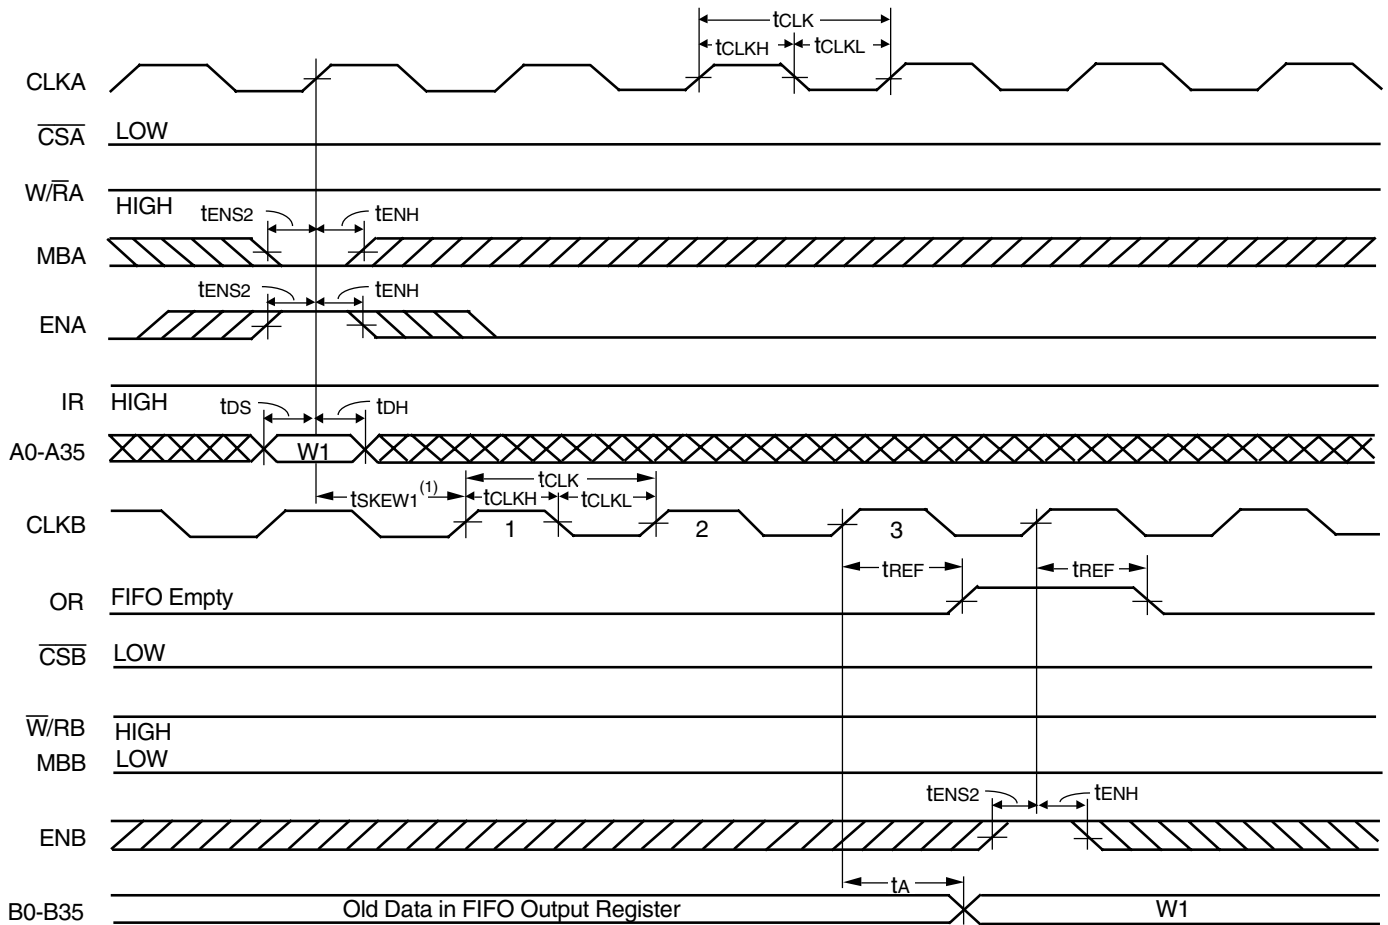 tCLK
tCLKH tCLKL
CLKA
CSA LOW
W/RA
HIGH
tENS2 tENH
MBA
tENS2 tENH
ENA
IR HIGH
tDS tDH
A0-A35 W1
tCLK
tSKEW1(1) tCLKH tCLKL
CLKB 1 2 3
tREF tREF
OR FIFO Empty
CSB LOW
W/RB HIGH
MBB LOW
tENS2 tENH
ENB
tA
B0-B35 Old Data in FIFO Output Register W1